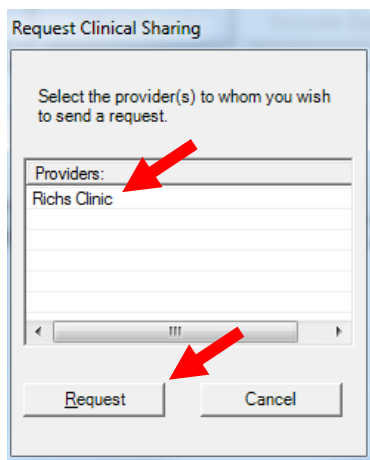 Request Clinical Sharing
Select the provider(s) to whom you wish
to send a request.
Providers:
Richs Clinic
Request
Cancel